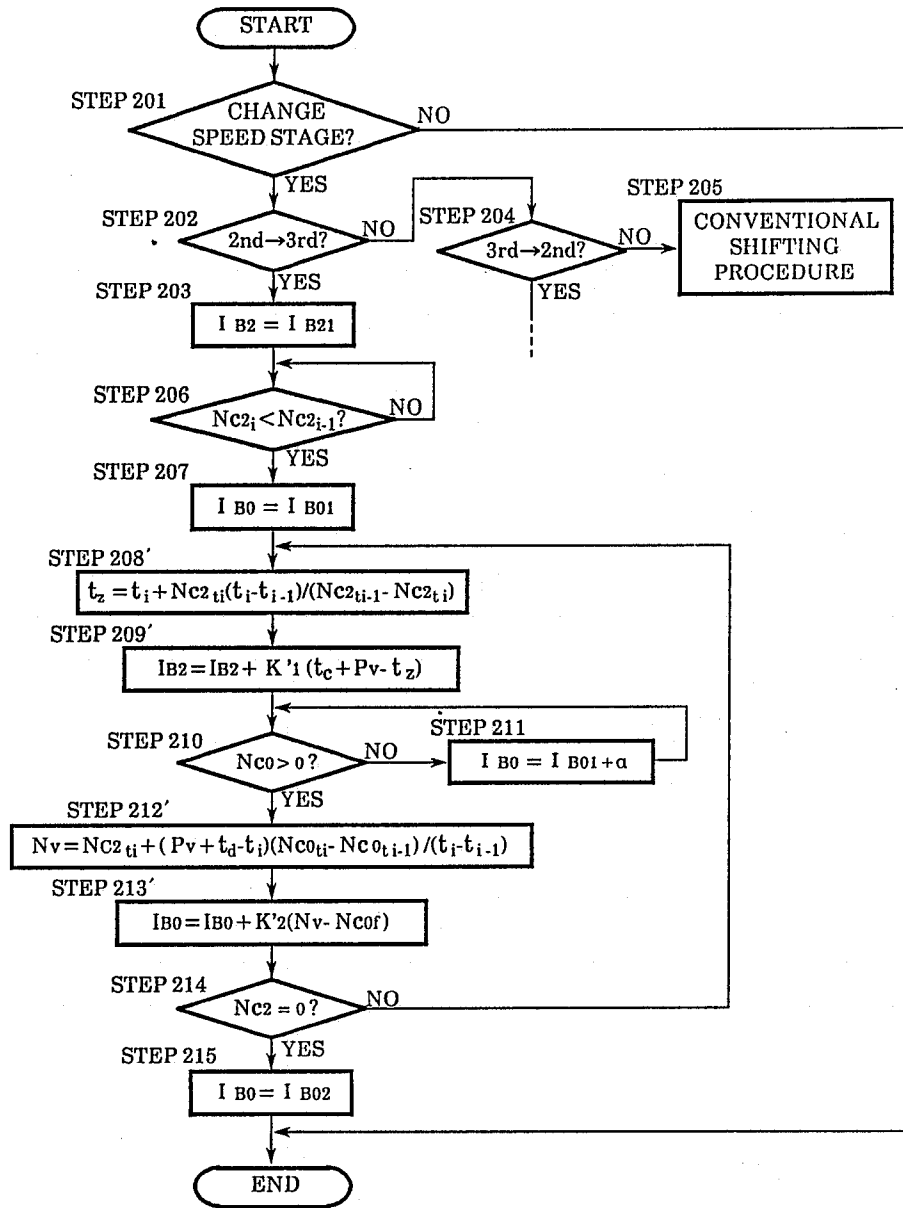 START
STEP 201
CHANGE
SPEED STAGE?
NO
YES
STEP 202
2nd→3rd?
NO
YES
STEP 204
3rd→2nd?
NO
YES
STEP 205
CONVENTIONAL
SHIFTING
PROCEDURE
STEP 203
I B2 = I B21
STEP 206
Nc2i < Nc2i-1?
NO
YES
STEP 207
I B0 = I B01
STEP 208'
tz = ti + Nc2ti(ti-ti-1)/(Nc2ti-1 - Nc2ti)
STEP 209'
IB2 = IB2 + K'1 (tc + Pv - tz)
STEP 210
Nc0 > 0 ?
NO
YES
STEP 211
I B0 = I B01+α
STEP 212'
Nv = Nc2ti + (Pv + td - ti)(Nc0ti - Nc0ti-1)/(ti - ti-1)
STEP 213'
IB0 = IB0 + K'2(Nv - Nc0f)
STEP 214
Nc2 = 0 ?
NO
YES
STEP 215
I B0 = I B02
END